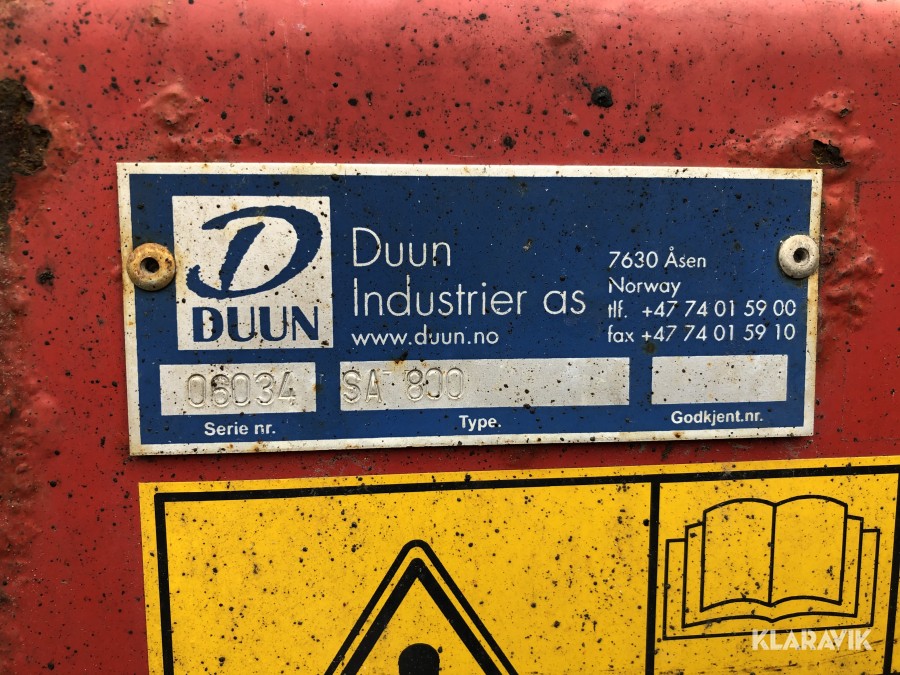 DUUN
Duun
Industrier as
www.duun.no
7630 Åsen
Norway
tlf. +47 74 01 59 00
fax +47 74 01 59 10
06034
SA 800
Serie nr.
Type.
Godkjent.nr.
KLARAVIK